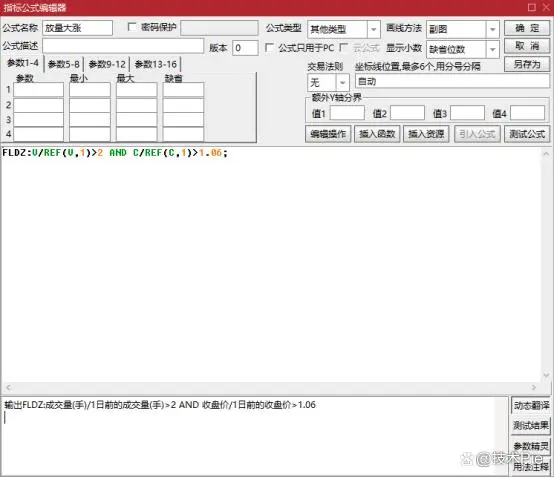 指标公式编辑器
公式名称 放量大涨 密码保护 公式类型 其他类型 画线方法 副图 确 定
公式描述 版本 0 公式只用于PC 云公式 显示小数 缺省位数 取 消
参数1-4 参数5-8 参数9-12 参数13-16 交易法则 坐标线位置,最多6个,用分号分隔 另存为
参数 最小 最大 缺省 无 自动
1
2
3
4
额外Y轴分界
值1 值2 值3 值4
编辑操作 插入函数 插入资源 引入公式 测试公式
FLDZ:V/REF(V,1)>2 AND C/REF(C,1)>1.06;
输出FLDZ:成交量(手)/1日前的成交量(手)>2 AND 收盘价/1日前的收盘价>1.06
动态翻译
测试结果
参数精灵
用法注释